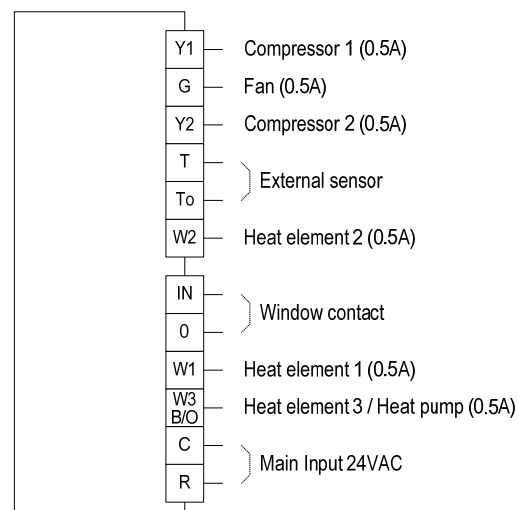 Y1 Compressor 1 (0.5A)
G Fan (0.5A)
Y2 Compressor 2 (0.5A)
T
External sensor
To
W2 Heat element 2 (0.5A)
IN
Window contact
0
W1 Heat element 1 (0.5A)
W3
B/O Heat element 3 / Heat pump (0.5A)
C
Main Input 24VAC
R